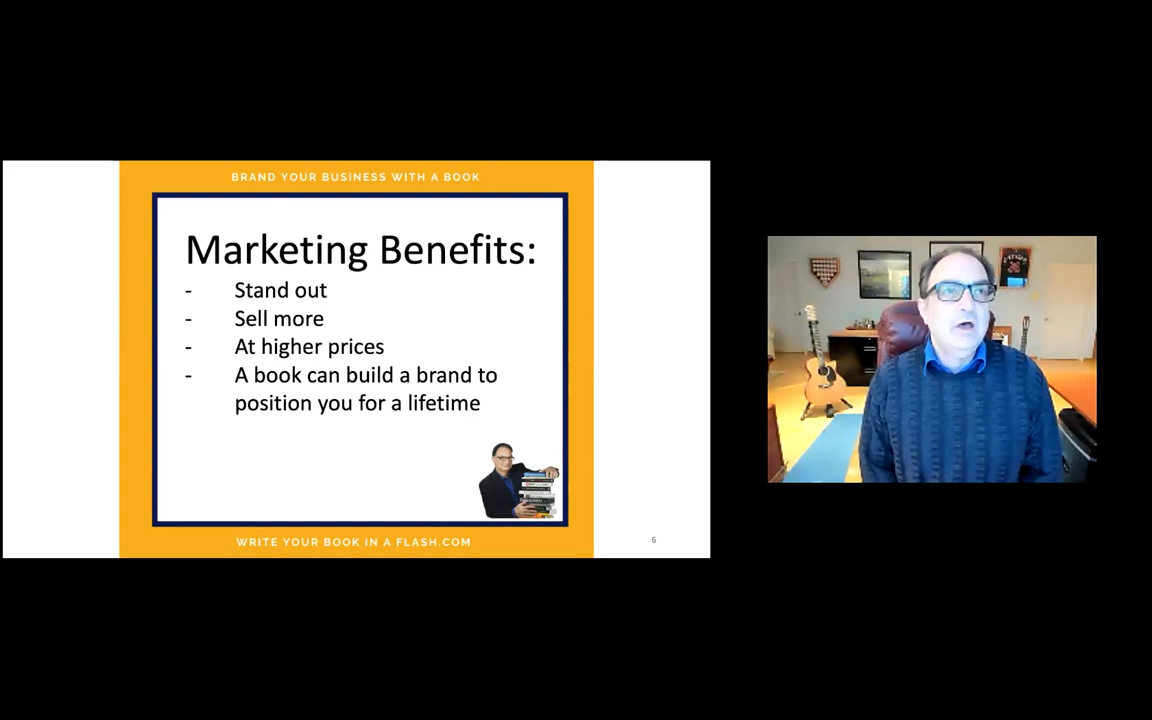 BRAND YOUR BUSINESS WITH A BOOK
Marketing Benefits:
- Stand out
- Sell more
- At higher prices
- A book can build a brand to
position you for a lifetime
WRITE YOUR BOOK IN A FLASH.COM
6